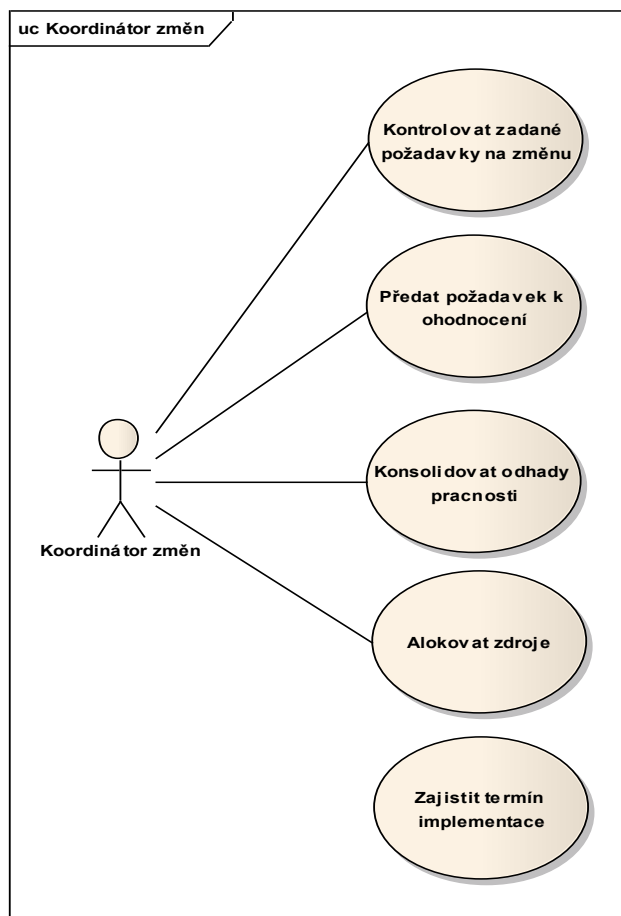 uc Koordinátor změn
Kontrolovat zadané
požadavky na změnu
Předat požadavek k
ohodnocení
Konsolidovat odhady
pracnosti
Koordinátor změn
Alokovat zdroje
Zajistit termín
implementace